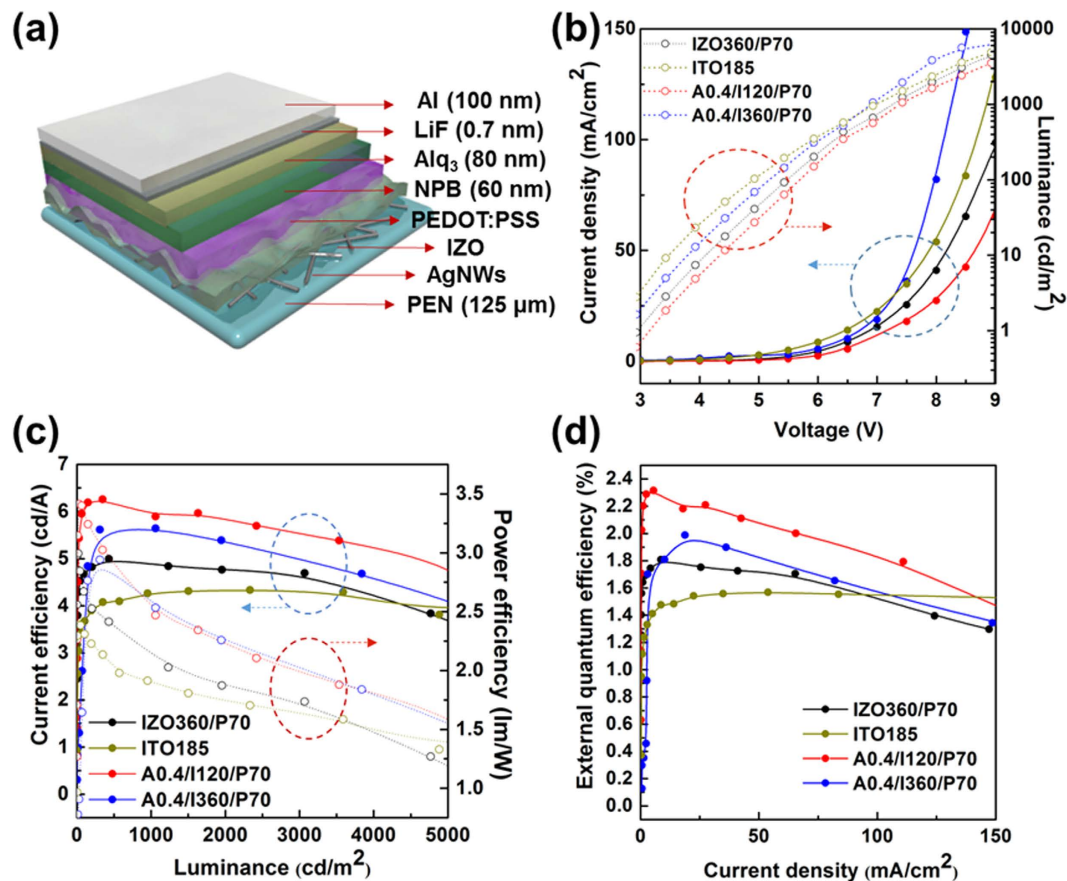 (a)
Al (100 nm)
LiF (0.7 nm)
Alq3 (80 nm)
NPB (60 nm)
PEDOT:PSS
IZO
AgNWs
PEN (125 μm)
(b)
Current density (mA/cm2)
150
100
50
0
IZO360/P70
ITO185
A0.4/I120/P70
A0.4/I360/P70
10000
1000
100
10
1
Luminance (cd/m2)
3 4 5 6 7 8 9
Voltage (V)
(c)
Current efficiency (cd/A)
7
6
5
4
3
2
1
0
IZO360/P70
ITO185
A0.4/I120/P70
A0.4/I360/P70
3.5
3.0
2.5
2.0
1.5
1.0
Power efficiency (lm/W)
0 1000 2000 3000 4000 5000
Luminance (cd/m2)
(d)
External quantum efficiency (%)
2.4
2.2
2.0
1.8
1.6
1.4
1.2
1.0
0.8
0.6
0.4
0.2
0.0
IZO360/P70
ITO185
A0.4/I120/P70
A0.4/I360/P70
0 50 100 150
Current density (mA/cm2)